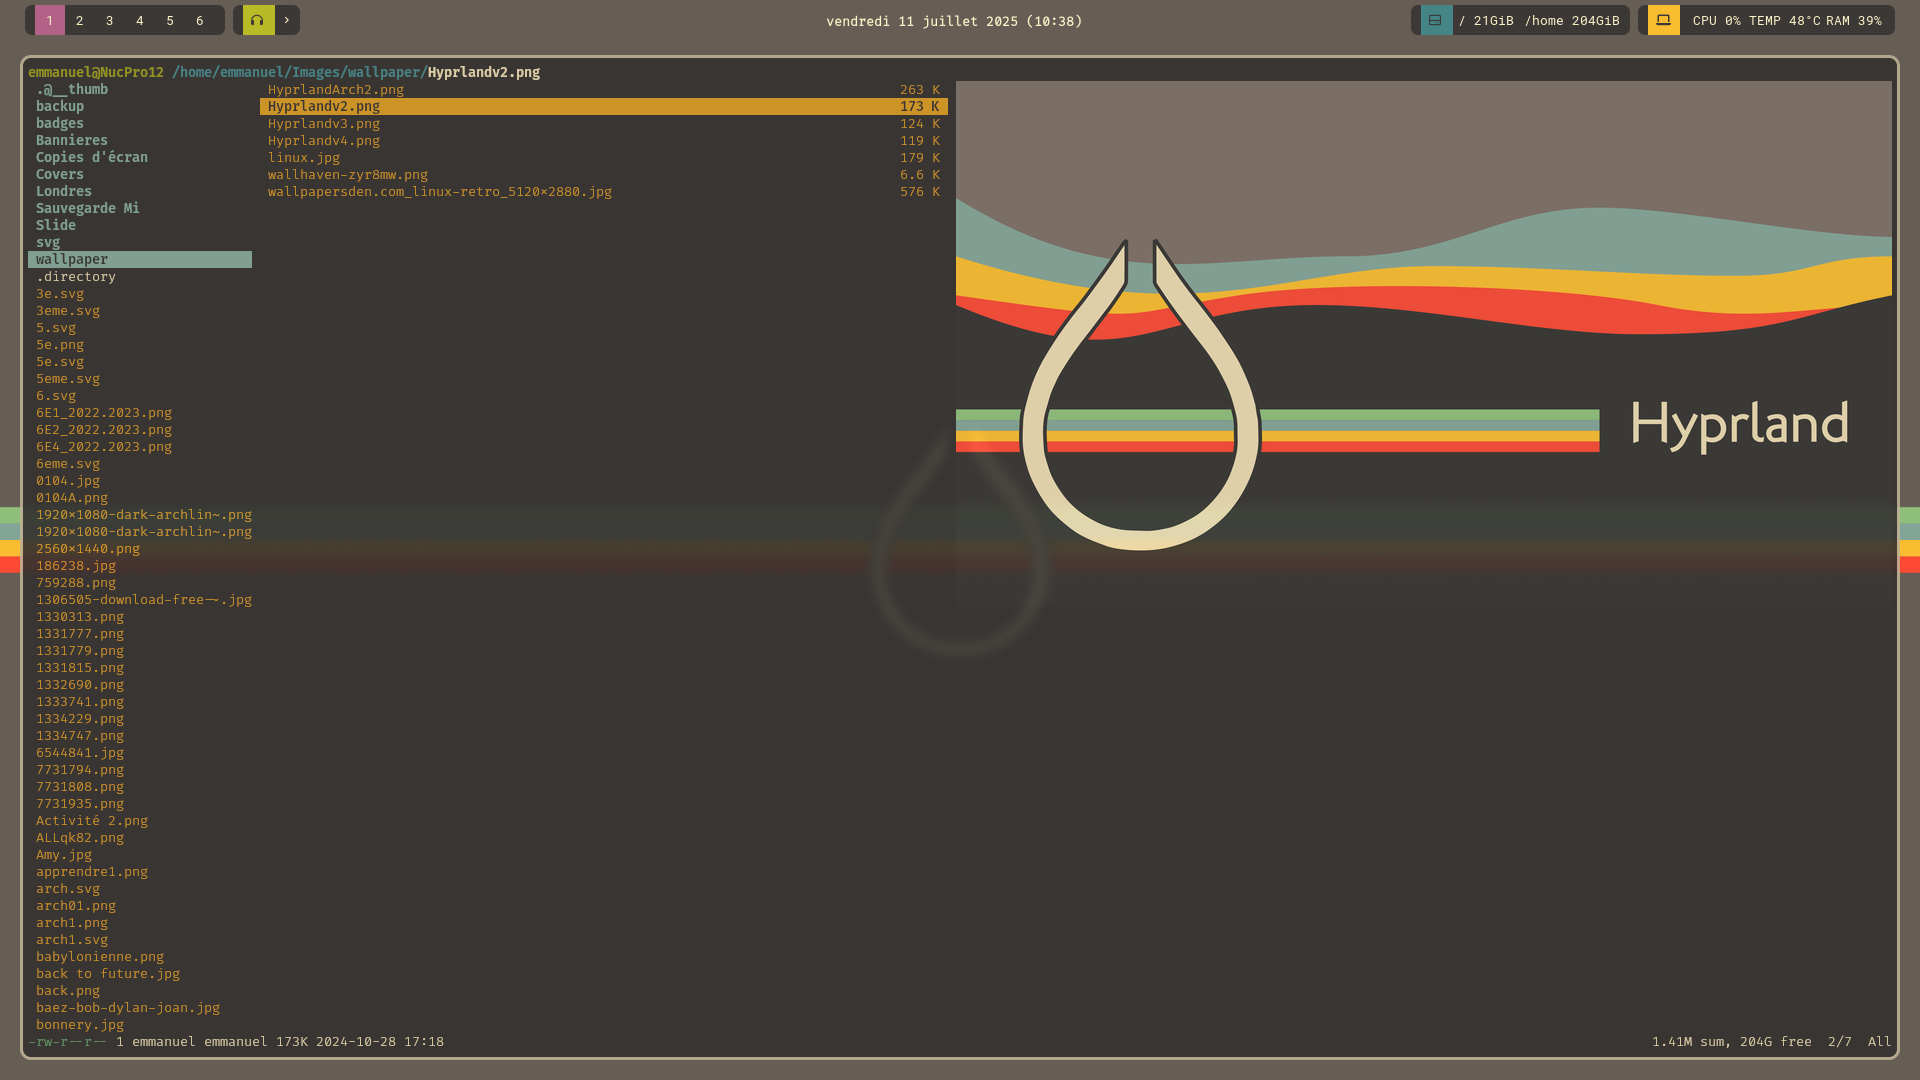 1 2 3 4 5 6
vendredi 11 juillet 2025 (10:38)
/ 21GiB /home 204GiB
CPU 0% TEMP 48°C RAM 39%
emmanuel@NucPro12 /home/emmanuel/Images/wallpaper/Hyprlandv2.png
.@__thumb
backup
badges
Bannieres
Copies d'écran
Covers
Londres
Sauvegarde Mi
Slide
svg
wallpaper
.directory
3e.svg
3eme.svg
5.svg
5e.png
5e.svg
5eme.svg
6.svg
6E1_2022.2023.png
6E2_2022.2023.png
6E4_2022.2023.png
6eme.svg
0104.jpg
0104A.png
1920×1080-dark-archlin~.png
1920×1080-dark-archlin~.png
2560×1440.png
186238.jpg
759288.png
1306505-download-free-~.jpg
1330313.png
1331777.png
1331779.png
1331815.png
1332690.png
1333741.png
1334229.png
1334747.png
6544841.jpg
7731794.png
7731808.png
7731935.png
Activité 2.png
ALLqk82.png
Amy.jpg
apprendre1.png
arch.svg
arch01.png
arch1.png
arch1.svg
babylonienne.png
back to future.jpg
back.png
baez-bob-dylan-joan.jpg
bonnery.jpg
HyprlandArch2.png 263 K
Hyprlandv2.png 173 K
Hyprlandv3.png 124 K
Hyprlandv4.png 119 K
linux.jpg 179 K
wallhaven-zyr8mw.png 6.6 K
wallpapersden.com_linux-retro_5120×2880.jpg 576 K
Hyprland
-rw-r--r-- 1 emmanuel emmanuel 173K 2024-10-28 17:18
1.41M sum, 204G free 2/7 All